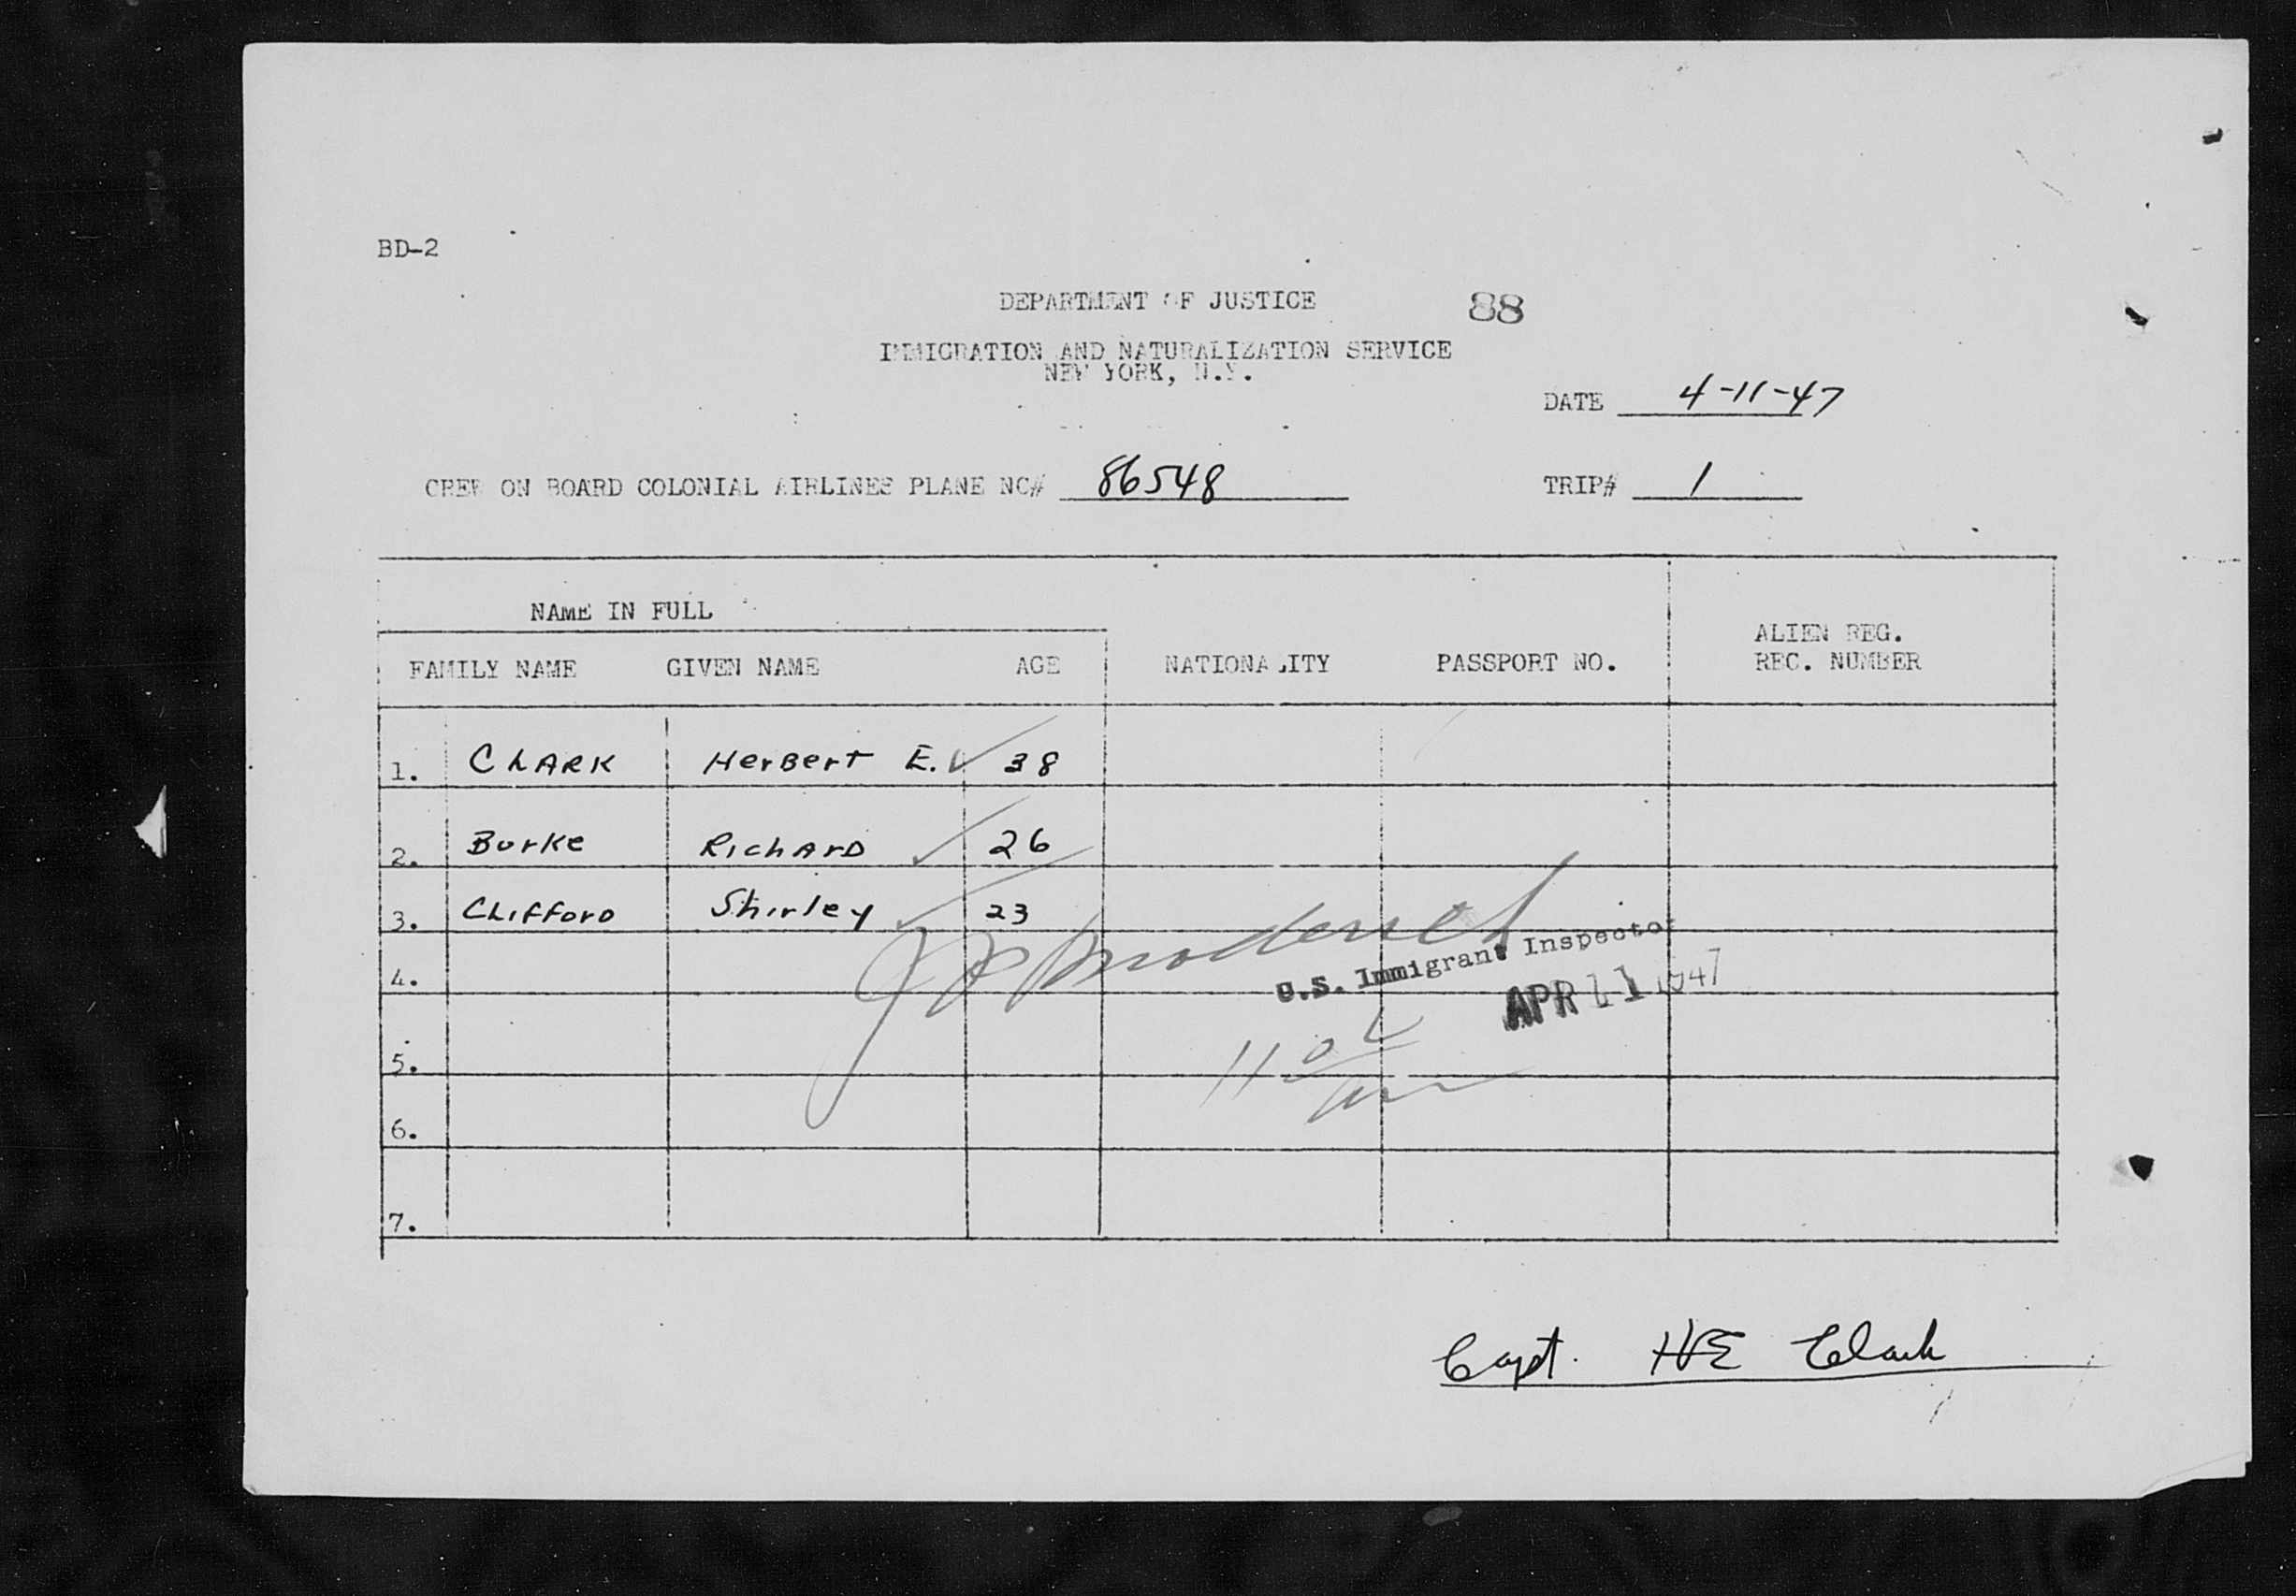 BD-2
DEPARTMENT OF JUSTICE 88
IMMIGRATION AND NATURALIZATION SERVICE
NEW YORK, N.Y.
DATE 4-11-47
CREW ON BOARD COLONIAL AIRLINES PLANE NC# 86548 TRIP# 1
NAME IN FULL
ALIEN REG.
FAMILY NAME GIVEN NAME AGE NATIONALITY PASSPORT NO. REC. NUMBER
1. CLARK HerBert E. 38
2. Burke RichArD 26
3. CLiFForD Shirley 23
U.S. Immigrant Inspector
4.
APR 11 1947
5.
6.
7.
Capt. HE Clark